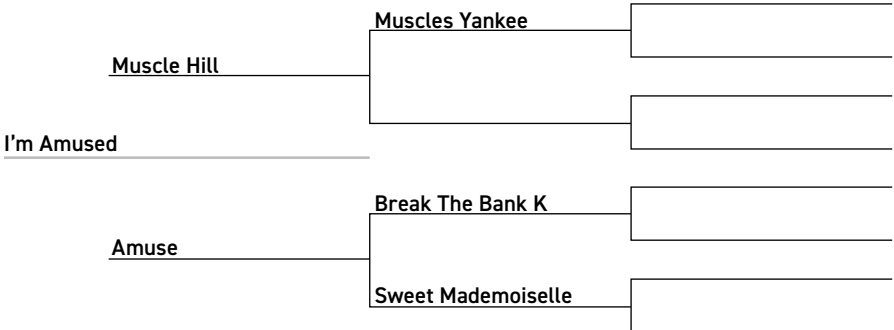 Muscles Yankee
Muscle Hill
I'm Amused
Break The Bank K
Amuse
Sweet Mademoiselle